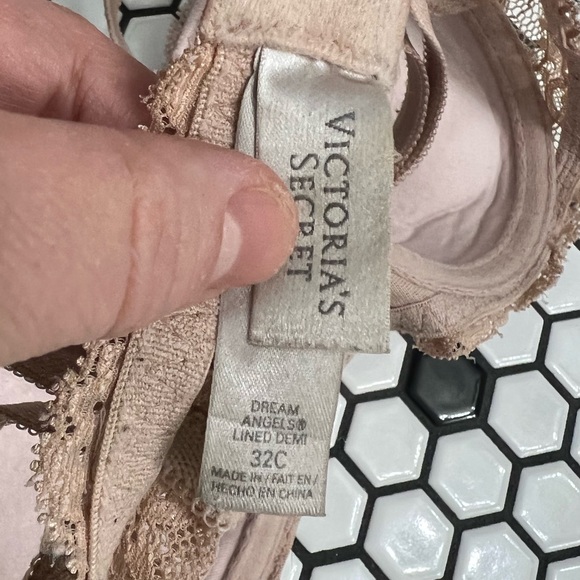 VICTORIA'S
SECRET
DREAM
ANGELS®
LINED DEMI
32C
MADE IN / FAIT EN /
HECHO EN CHINA